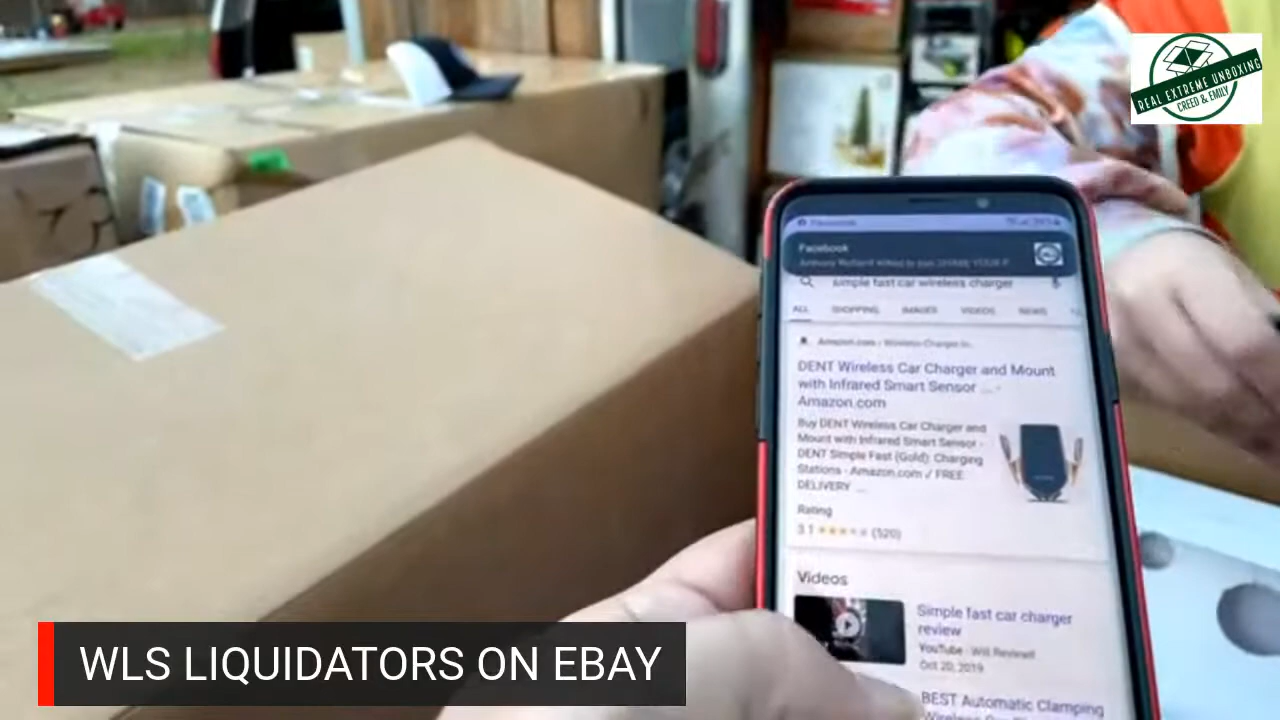 REAL EXTREME UNBOXING
CREED & EMILY
Facebook
simple fast car wireless charger
ALL SHOPPING IMAGES VIDEOS NEWS
Amazon.com › Wireless-Charger-In...
DENT Wireless Car Charger and Mount
with Infrared Smart Sensor ... -
Amazon.com
Buy DENT Wireless Car Charger and
Mount with Infrared Smart Sensor -
DENT Simple Fast (Gold): Charging
Stations - Amazon.com ✓ FREE
DELIVERY ...
Rating
3.1 (520)
Videos
Simple fast car charger
review
YouTube · Will Reviewit
Oct 20, 2019
BEST Automatic Clamping
WLS LIQUIDATORS ON EBAY